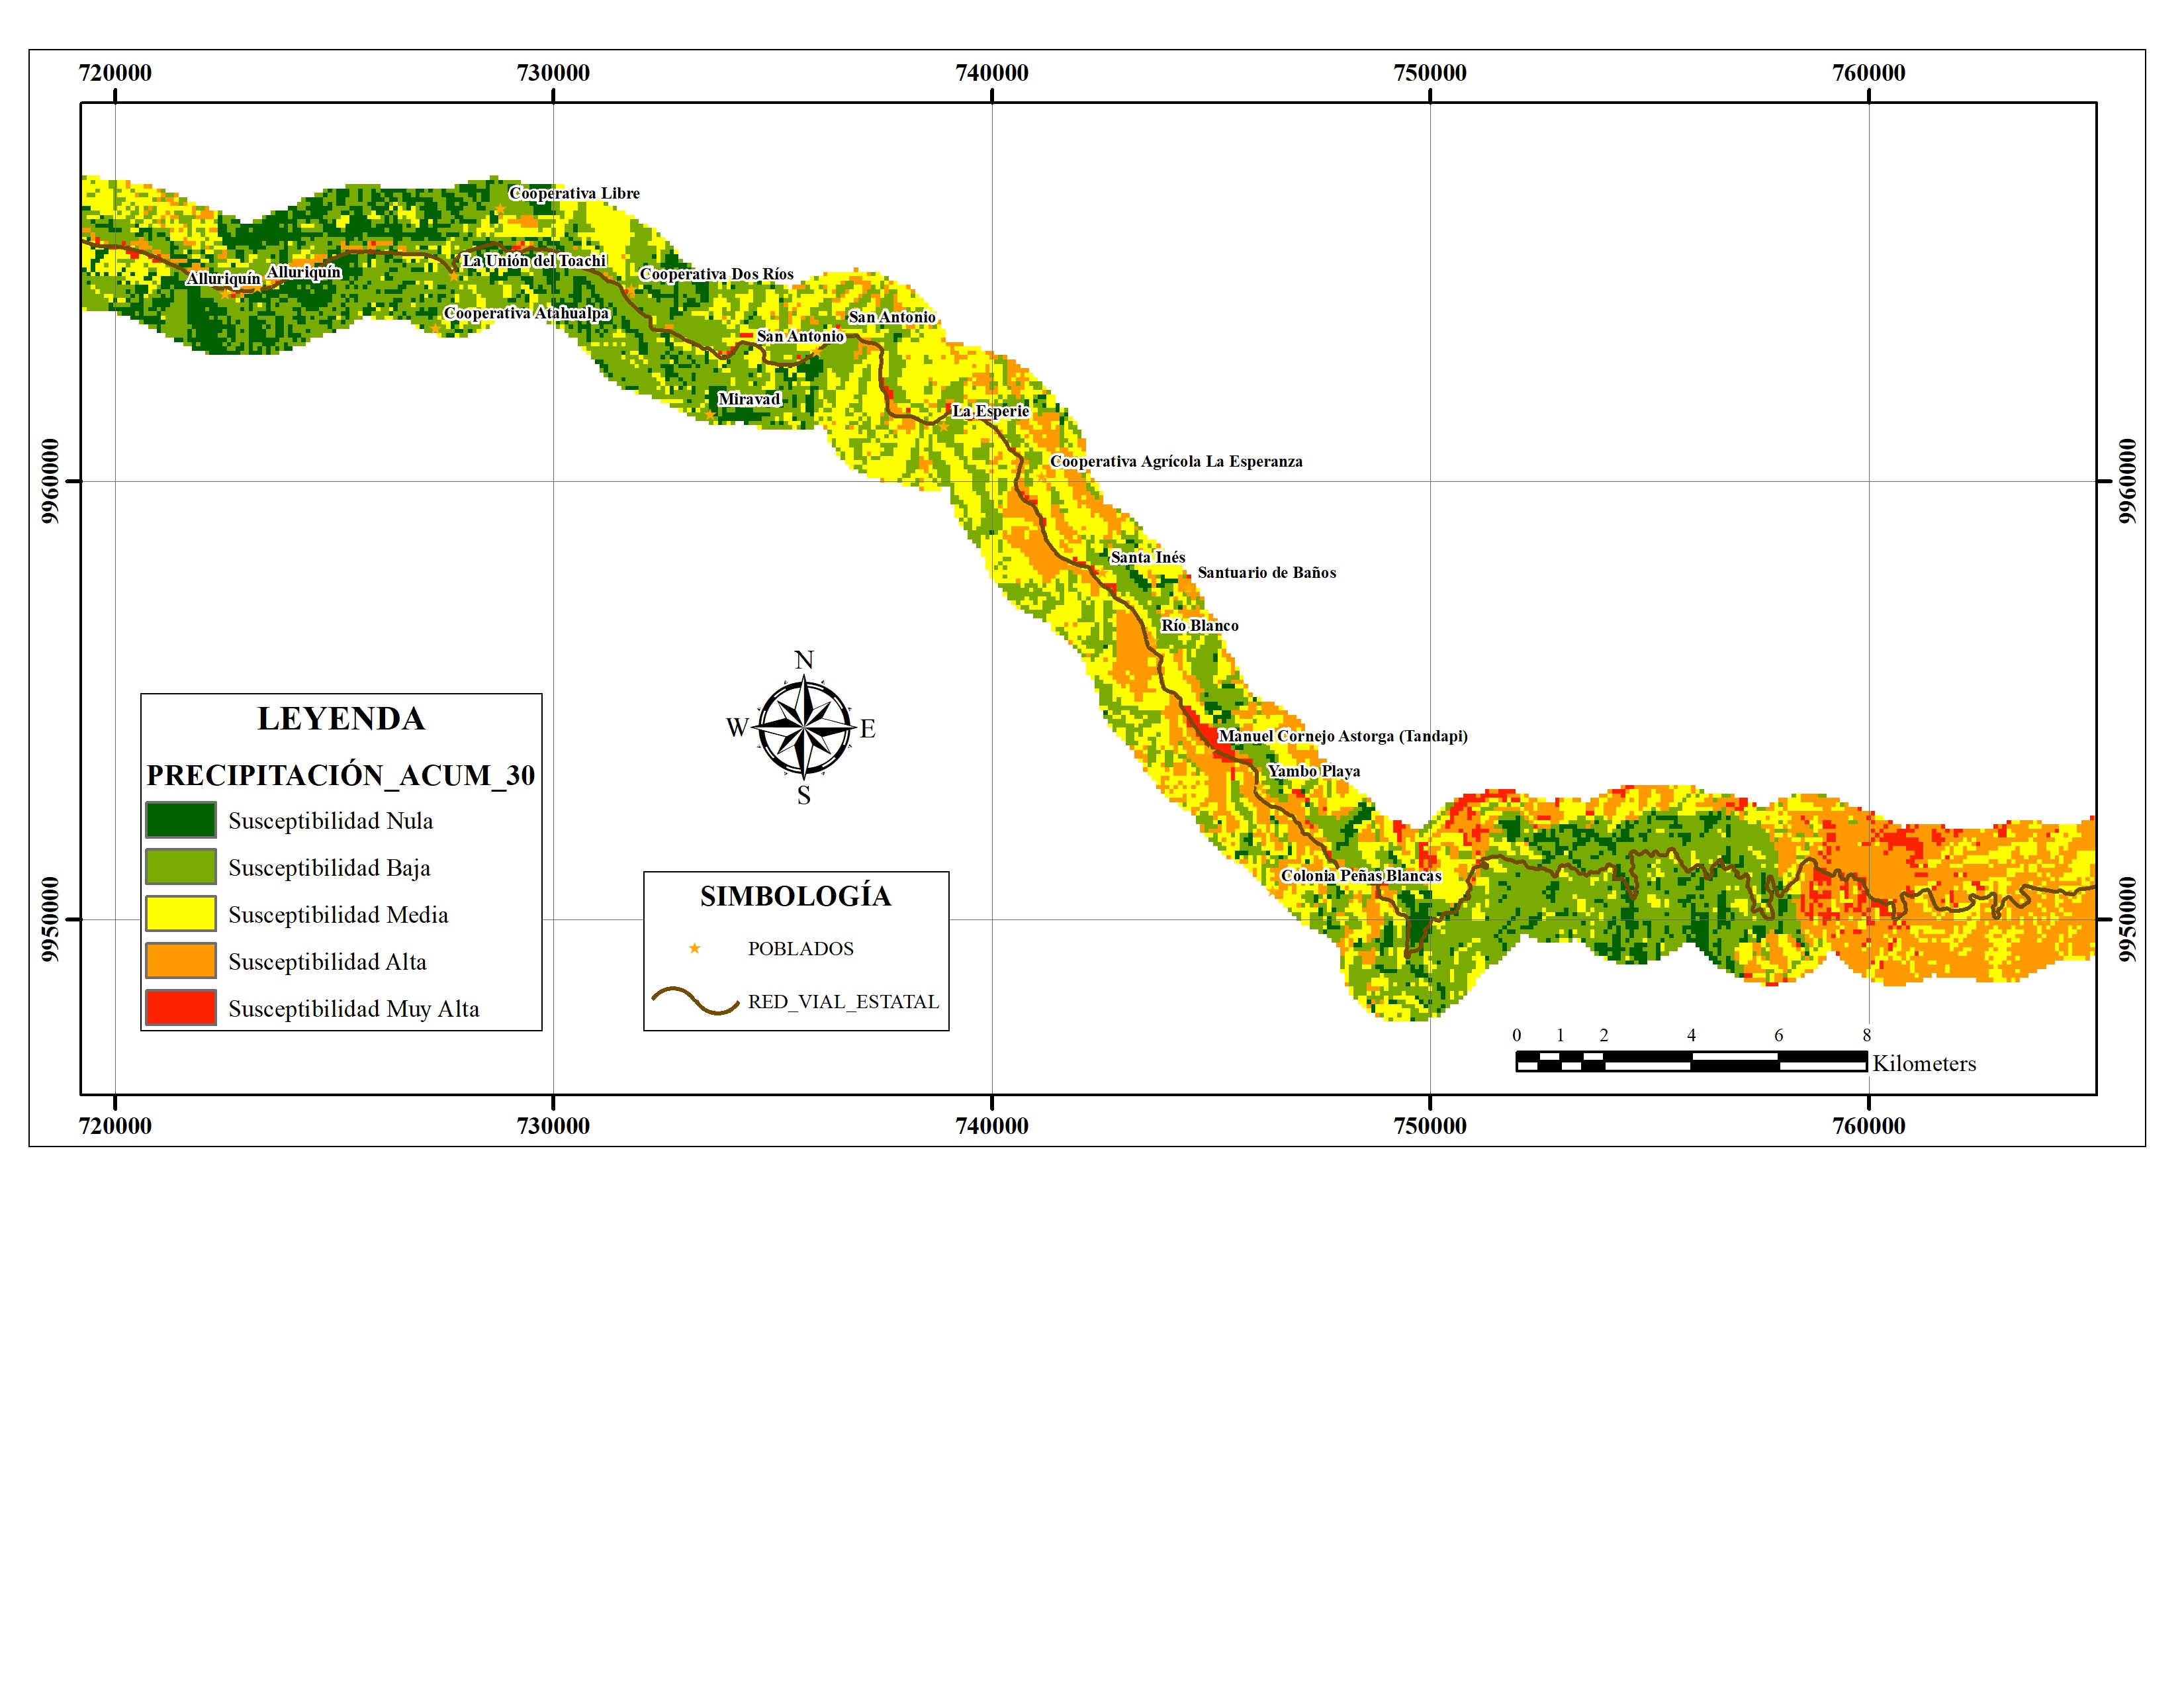 720000 730000 740000 750000 760000
Cooperativa Libre
La Unión del Toachi
Alluriquín
Alluriquín
Cooperativa Dos Ríos
Cooperativa Atahualpa
San Antonio
San Antonio
Miravad
La Esperie
9960000
Cooperativa Agrícola La Esperanza
9960000
Santa Inés
Santuario de Baños
Río Blanco
N
W E
S
Manuel Cornejo Astorga (Tandapi)
Yambo Playa
Colonia Peñas Blancas
9950000
9950000
LEYENDA
PRECIPITACIÓN_ACUM_30
Susceptibilidad Nula
Susceptibilidad Baja
Susceptibilidad Media
Susceptibilidad Alta
Susceptibilidad Muy Alta
SIMBOLOGÍA
POBLADOS
RED_VIAL_ESTATAL
0 1 2 4 6 8
Kilometers
720000 730000 740000 750000 760000